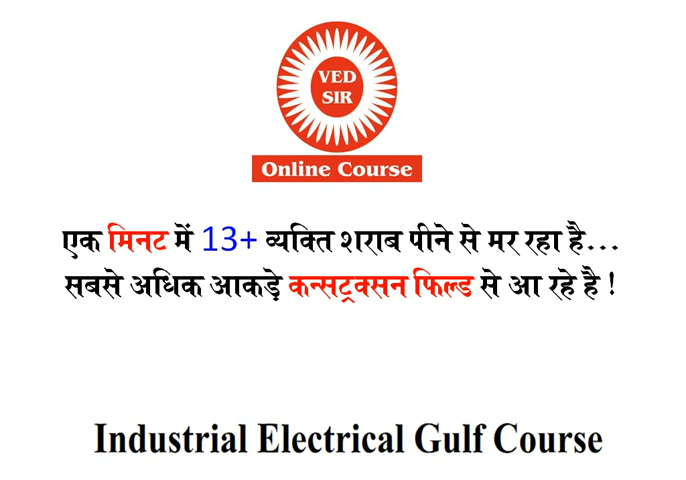 VED
SIR
Online Course
एक मिनट में 13+ व्यक्ति शराब पीने से मर रहा है...
सबसे अधिक आकड़े कन्सट्रक्सन फिल्ड से आ रहे है !
Industrial Electrical Gulf Course